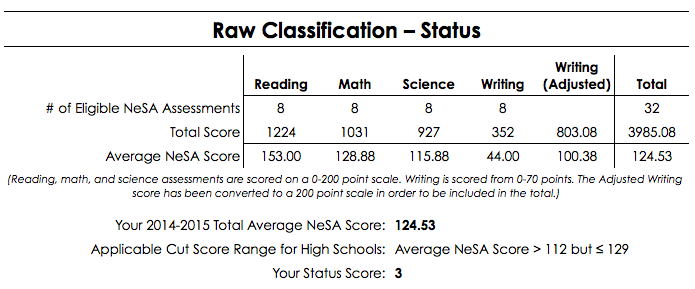 Raw Classification – Status
Reading Math Science Writing Writing (Adjusted) Total
# of Eligible NeSA Assessments 8 8 8 8 32
Total Score 1224 1031 927 352 803.08 3985.08
Average NeSA Score 153.00 128.88 115.88 44.00 100.38 124.53
(Reading, math, and science assessments are scored on a 0-200 point scale. Writing is scored from 0-70 points. The Adjusted Writing
score has been converted to a 200 point scale in order to be included in the total.)
Your 2014-2015 Total Average NeSA Score: 124.53
Applicable Cut Score Range for High Schools: Average NeSA Score > 112 but ≤ 129
Your Status Score: 3